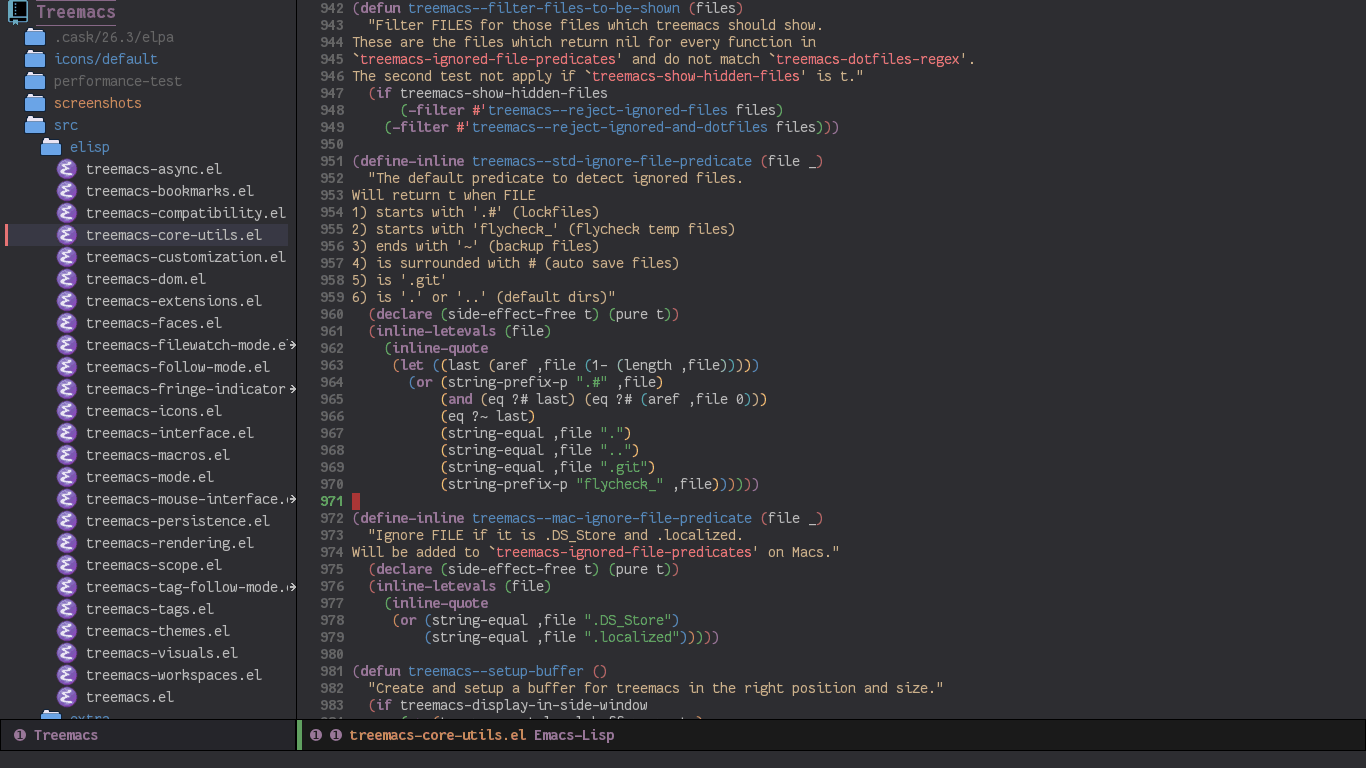 Treemacs
.cask/26.3/elpa
icons/default
performance-test
screenshots
src
elisp
treemacs-async.el
treemacs-bookmarks.el
treemacs-compatibility.el
treemacs-core-utils.el
treemacs-customization.el
treemacs-dom.el
treemacs-extensions.el
treemacs-faces.el
treemacs-filewatch-mode.e
treemacs-follow-mode.el
treemacs-fringe-indicator
treemacs-icons.el
treemacs-interface.el
treemacs-macros.el
treemacs-mode.el
treemacs-mouse-interface.
treemacs-persistence.el
treemacs-rendering.el
treemacs-scope.el
treemacs-tag-follow-mode.
treemacs-tags.el
treemacs-themes.el
treemacs-visuals.el
treemacs-workspaces.el
treemacs.el
extra
942 (defun treemacs--filter-files-to-be-shown (files)
943   "Filter FILES for those files which treemacs should show.
944 These are the files which return nil for every function in
945 `treemacs-ignored-file-predicates' and do not match `treemacs-dotfiles-regex'.
946 The second test not apply if `treemacs-show-hidden-files' is t."
947   (if treemacs-show-hidden-files
948       (-filter #'treemacs--reject-ignored-files files)
949     (-filter #'treemacs--reject-ignored-and-dotfiles files)))
950
951 (define-inline treemacs--std-ignore-file-predicate (file _)
952   "The default predicate to detect ignored files.
953 Will return t when FILE
954 1) starts with '.#' (lockfiles)
955 2) starts with 'flycheck_' (flycheck temp files)
956 3) ends with '~' (backup files)
957 4) is surrounded with # (auto save files)
958 5) is '.git'
959 6) is '.' or '..' (default dirs)"
960   (declare (side-effect-free t) (pure t))
961   (inline-letevals (file)
962     (inline-quote
963      (let ((last (aref ,file (1- (length ,file)))))
964        (or (string-prefix-p ".#" ,file)
965            (and (eq ?# last) (eq ?# (aref ,file 0)))
966            (eq ?~ last)
967            (string-equal ,file ".")
968            (string-equal ,file "..")
969            (string-equal ,file ".git")
970            (string-prefix-p "flycheck_" ,file))))))
971
972 (define-inline treemacs--mac-ignore-file-predicate (file _)
973   "Ignore FILE if it is .DS_Store and .localized.
974 Will be added to `treemacs-ignored-file-predicates' on Macs."
975   (declare (side-effect-free t) (pure t))
976   (inline-letevals (file)
977     (inline-quote
978      (or (string-equal ,file ".DS_Store")
979          (string-equal ,file ".localized")))))
980
981 (defun treemacs--setup-buffer ()
982   "Create and setup a buffer for treemacs in the right position and size."
983   (if treemacs-display-in-side-window
❶ Treemacs
❶ ❶ treemacs-core-utils.el Emacs-Lisp